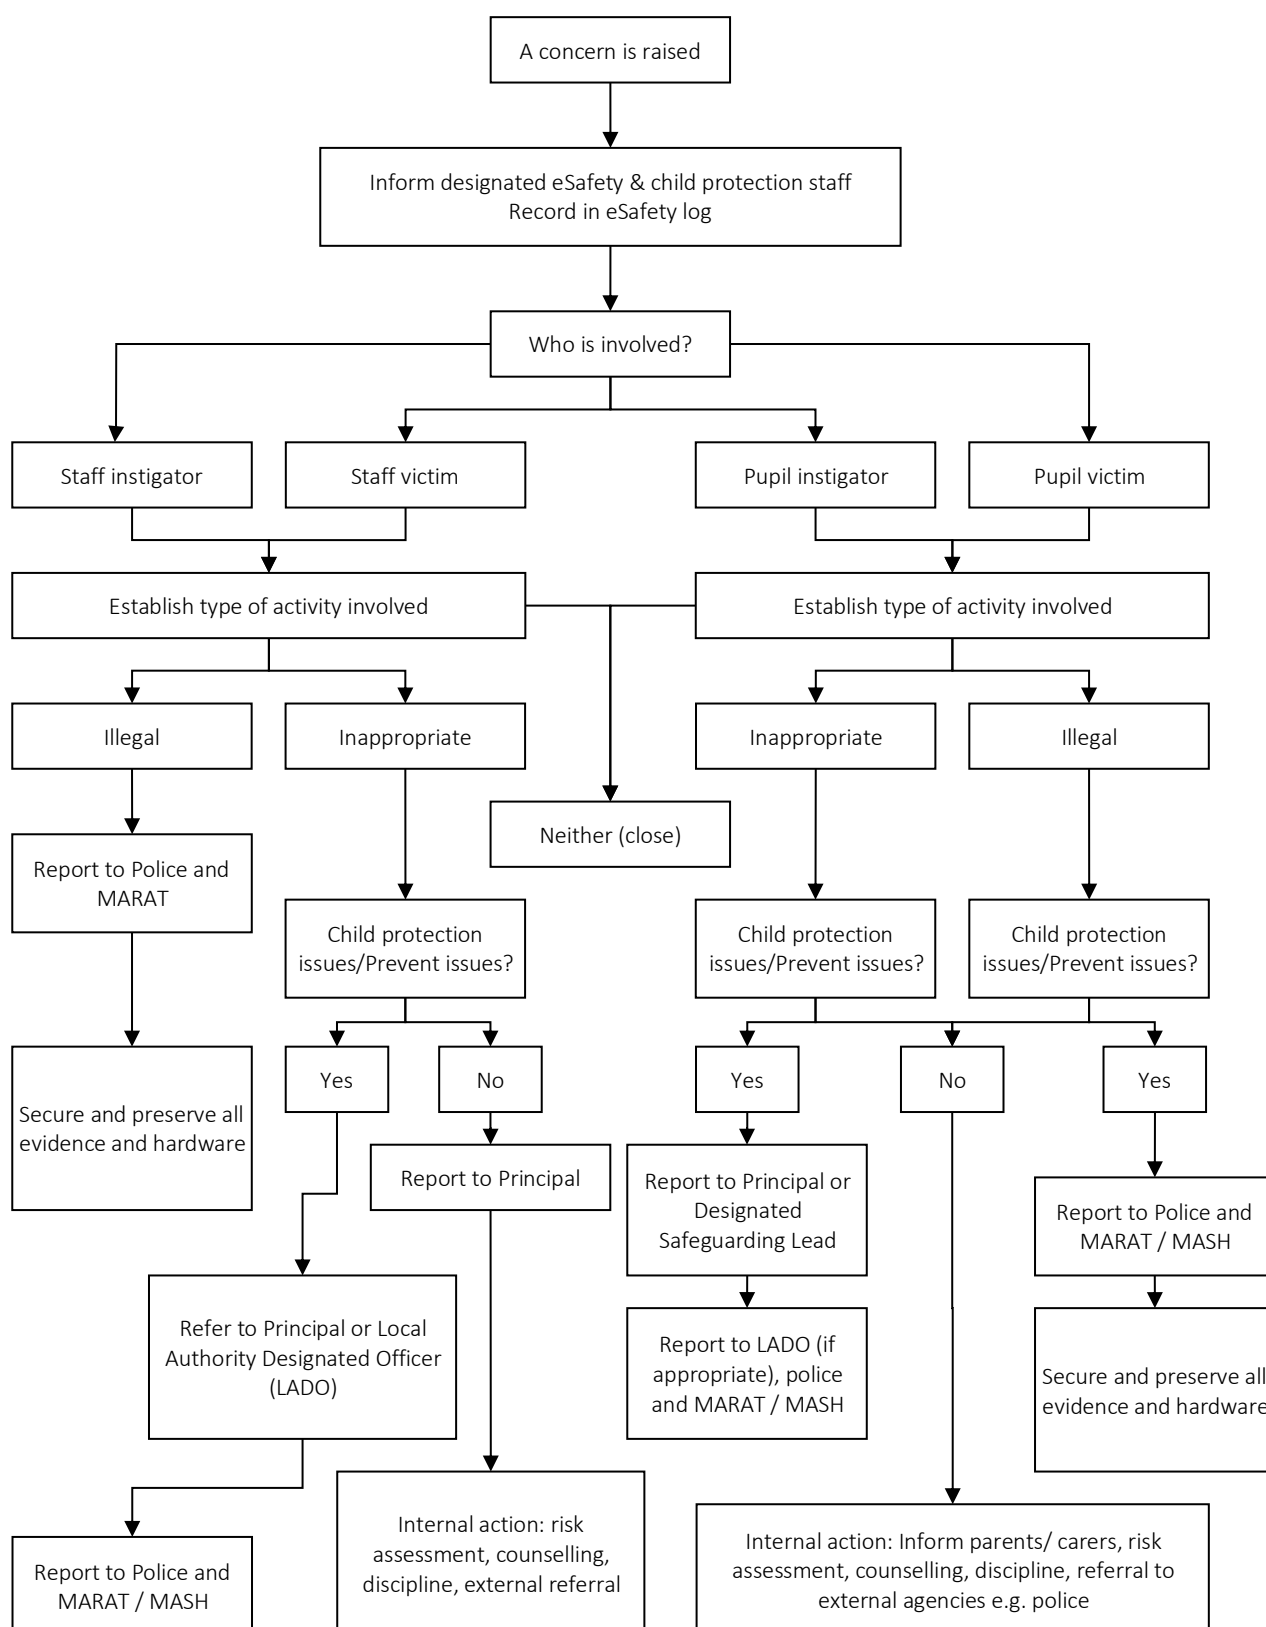 A concern is raised
Inform designated eSafety & child protection staff
Record in eSafety log
Who is involved?
Staff instigator
Staff victim
Pupil instigator
Pupil victim
Establish type of activity involved
Establish type of activity involved
Illegal
Inappropriate
Inappropriate
Illegal
Neither (close)
Report to Police and
MARAT
Child protection
issues/Prevent issues?
Child protection
issues/Prevent issues?
Child protection
issues/Prevent issues?
Secure and preserve all
evidence and hardware
Yes
No
Yes
No
Yes
Report to Principal
Report to Principal or
Designated
Safeguarding Lead
Report to Police and
MARAT / MASH
Refer to Principal or Local
Authority Designated Officer
(LADO)
Report to LADO (if
appropriate), police
and MARAT / MASH
Secure and preserve all
evidence and hardware
Report to Police and
MARAT / MASH
Internal action: risk
assessment, counselling,
discipline, external referral
Internal action: Inform parents/ carers, risk
assessment, counselling, discipline, referral to
external agencies e.g. police